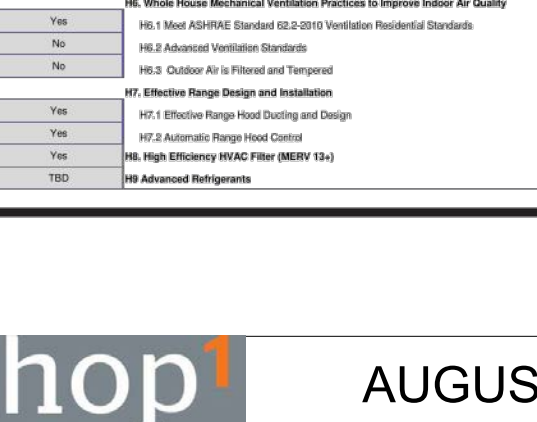 H6. Whole House Mechanical Ventilation Practices to Improve Indoor Air Quality
Yes H6.1 Meet ASHRAE Standard 62.2-2010 Ventilation Residential Standards
No H6.2 Advanced Ventilation Standards
No H6.3 Outdoor Air is Filtered and Tempered
H7. Effective Range Design and Installation
Yes H7.1 Effective Range Hood Ducting and Design
Yes H7.2 Automatic Range Hood Control
Yes H8. High Efficiency HVAC Filter (MERV 13+)
TBD H9 Advanced Refrigerants
hop1
AUGUS